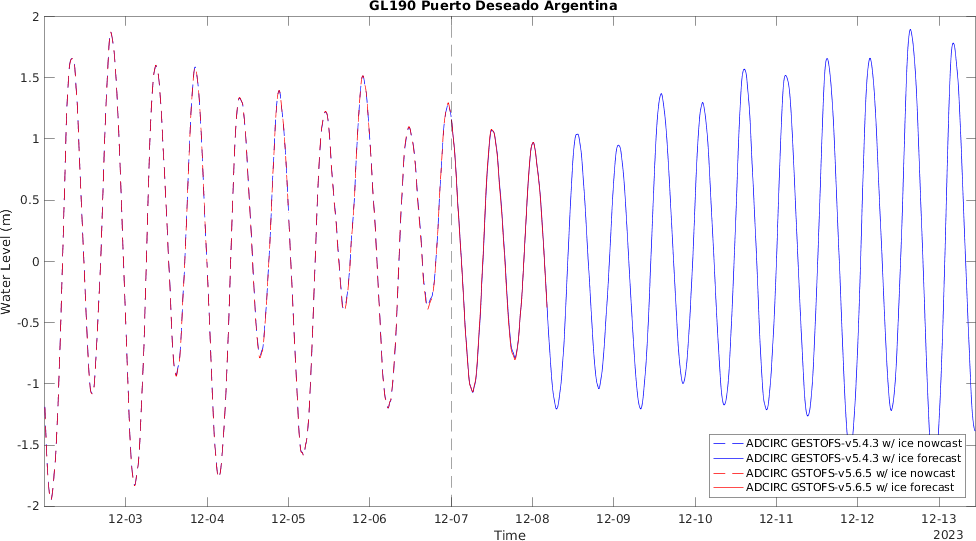 GL190 Puerto Deseado Argentina
2
1.5
1
0.5
0
-0.5
-1
-1.5
-2
Water Level (m)
ADCIRC GESTOFS-v5.4.3 w/ ice nowcast
ADCIRC GESTOFS-v5.4.3 w/ ice forecast
ADCIRC GSTOFS-v5.6.5 w/ ice nowcast
ADCIRC GSTOFS-v5.6.5 w/ ice forecast
12-03 12-04 12-05 12-06 12-07 12-08 12-09 12-10 12-11 12-12 12-13
Time
2023